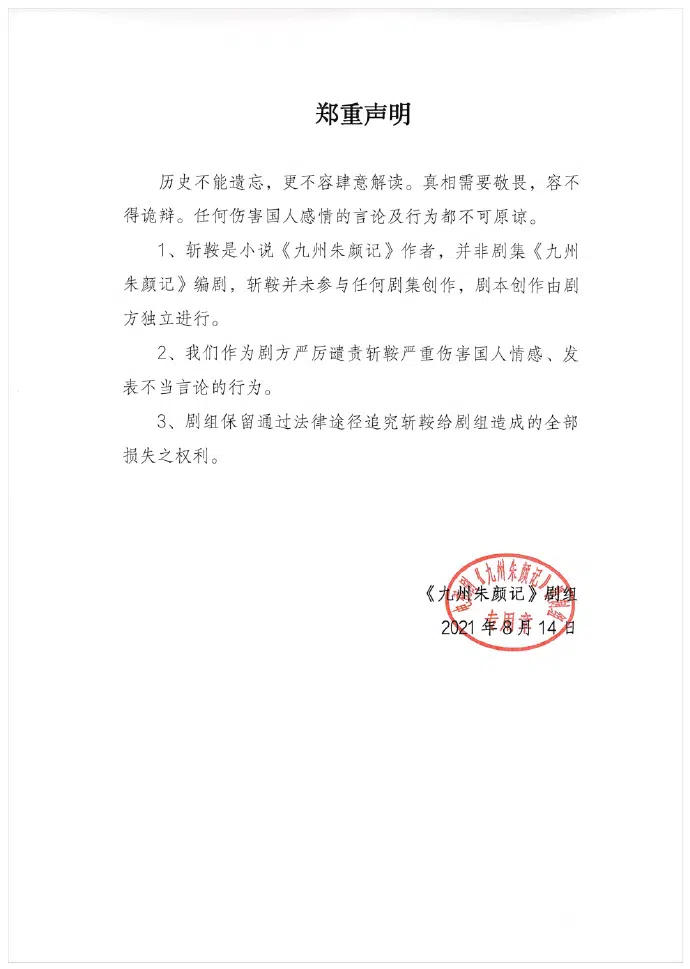 郑重声明
历史不能遗忘，更不容肆意解读。真相需要敬畏，容不
得诡辩。任何伤害国人感情的言论及行为都不可原谅。
1、斩鞍是小说《九州朱颜记》作者，并非剧集《九州
朱颜记》编剧，斩鞍并未参与任何剧集创作，剧本创作由剧
方独立进行。
2、我们作为剧方严厉谴责斩鞍严重伤害国人情感、发
表不当言论的行为。
3、剧组保留通过法律途径追究斩鞍给剧组造成的全部
损失之权利。
《九州朱颜记》剧组
2021年8月14日
电视剧《九州朱颜记》
专用章